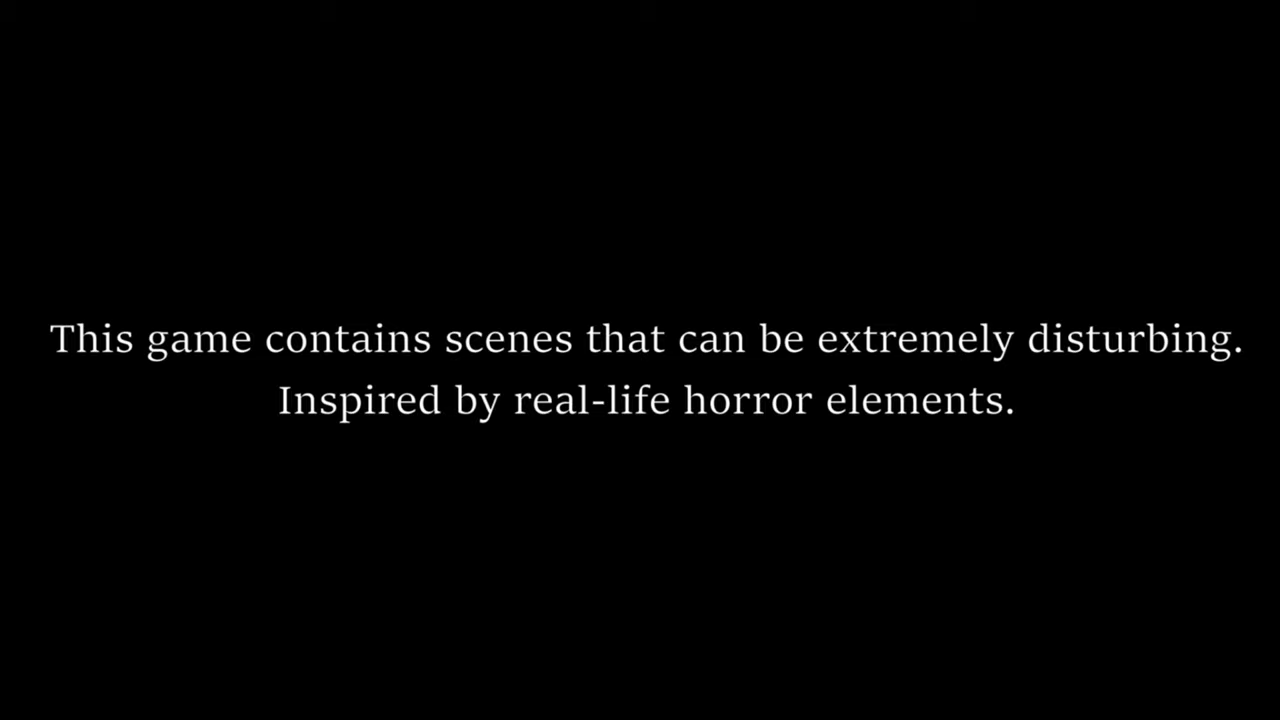 This game contains scenes that can be extremely disturbing.
Inspired by real-life horror elements.